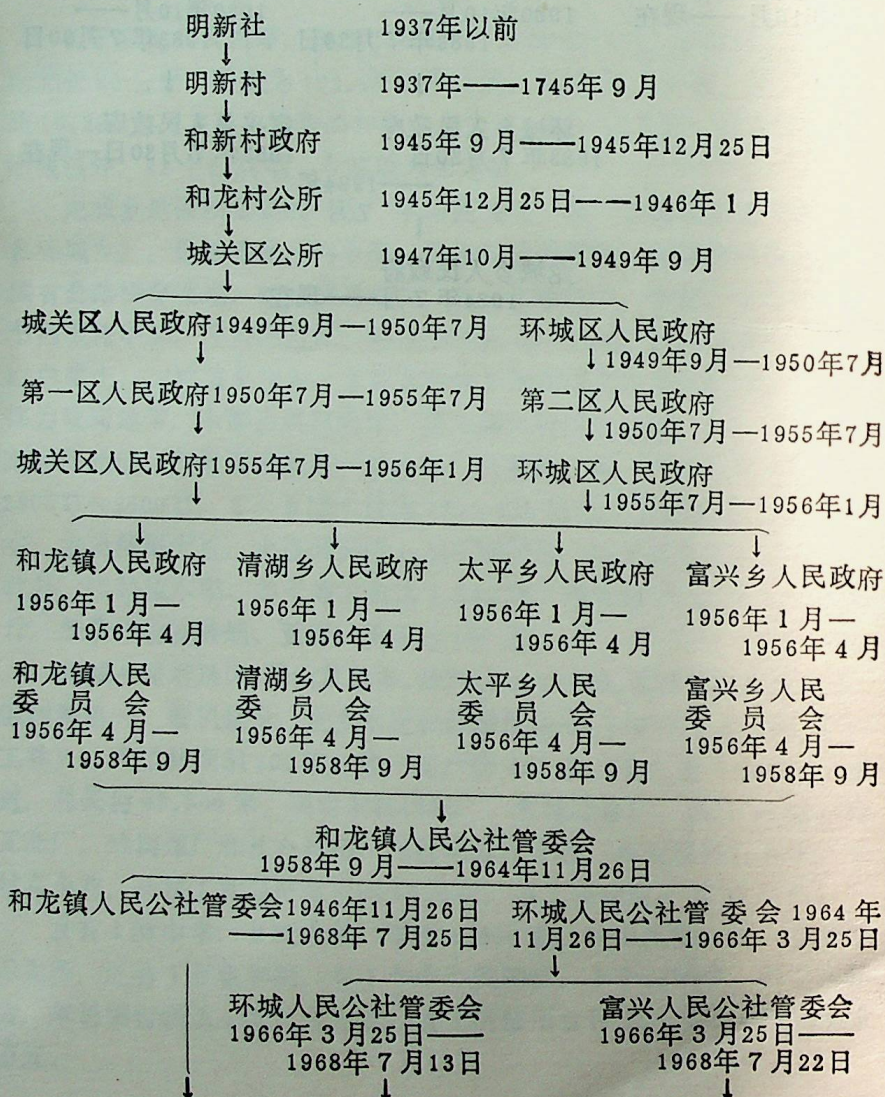 明新社 1937年以前
↓
明新村 1937年——1745年9月
↓
和新村政府 1945年9月——1945年12月25日
↓
和龙村公所 1945年12月25日——1946年1月
↓
城关区公所 1947年10月——1949年9月
↓
城关区人民政府1949年9月—1950年7月 环城区人民政府
↓ ↓1949年9月—1950年7月
第一区人民政府1950年7月—1955年7月 第二区人民政府
↓ ↓1950年7月—1955年7月
城关区人民政府1955年7月—1956年1月 环城区人民政府
↓ ↓1955年7月—1956年1月
↓ ↓ ↓ ↓
和龙镇人民政府 清湖乡人民政府 太平乡人民政府 富兴乡人民政府
1956年1月— 1956年1月— 1956年1月— 1956年1月—
1956年4月 1956年4月 1956年4月 1956年4月
和龙镇人民 清湖乡人民 太平乡人民 富兴乡人民
委员会 委员会 委员会 委员会
1956年4月— 1956年4月— 1956年4月— 1956年4月—
1958年9月 1958年9月 1958年9月 1958年9月
↓
和龙镇人民公社管委会
1958年9月——1964年11月26日
和龙镇人民公社管委会1946年11月26日 环城人民公社管委会1964年
——1968年7月25日 11月26日——1966年3月25日
↓
环城人民公社管委会 富兴人民公社管委会
1966年3月25日—— 1966年3月25日——
1968年7月13日 1968年7月22日
↓ ↓ ↓